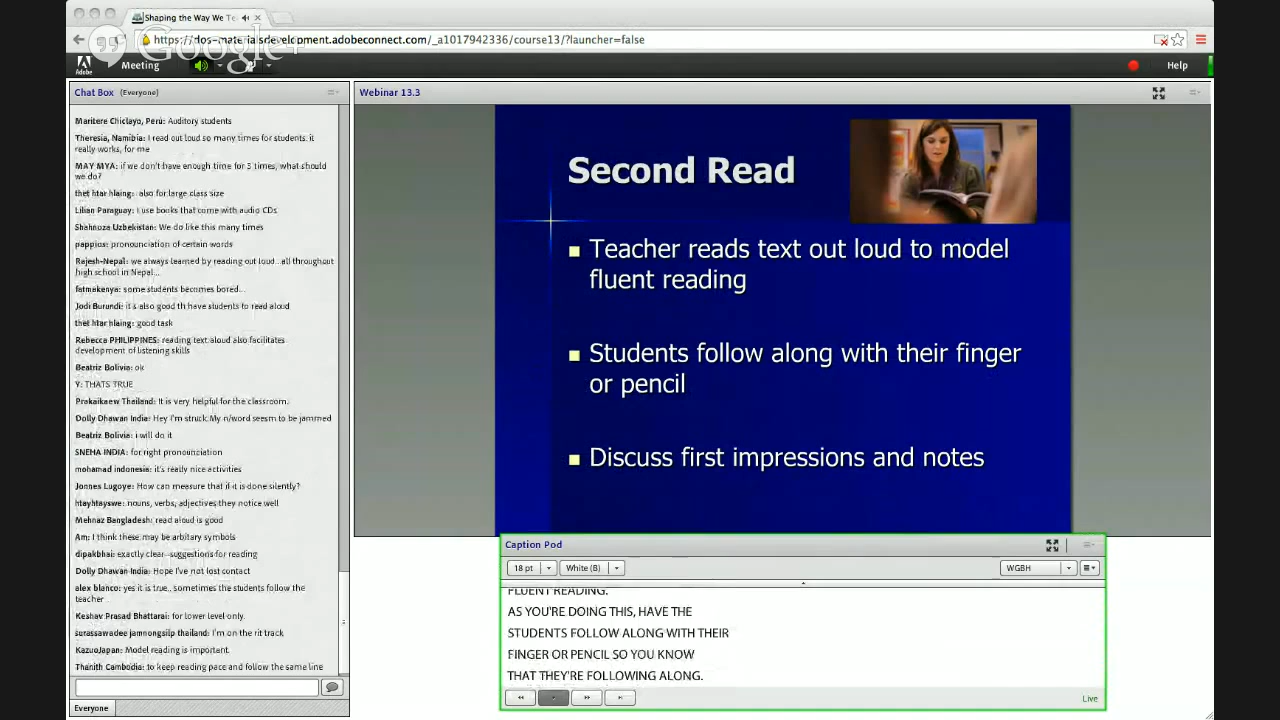 Shaping the Way We Te
Google+
https://dos-materialsdevelopment.adobeconnect.com/_a1017942336/course13/?launcher=false
Adobe
Meeting
Help
Chat Box (Everyone)
Maritere Chiclayo, Perú: Auditory students
Theresia, Namibia: I read out loud so many times for students. it
really works, for me
MAY MYA: if we don't have enough time for 3 times, what should
we do?
thet htar hlaing: also for large class size
Lilian Paraguay: I use books that come with audio CDs
Shahnoza Uzbekistan: We do like this many times
pappius: pronounciation of certain words
Rajesh-Nepal: we always learned by reading out loud.. all throughout
high school in Nepal...
fatmakenya: some students becomes bored...
Jodi Burundi: it s also good th have students to read aloud
thet htar hlaing: good task
Rebecca PHILIPPINES: reading text aloud also facilitates
development of listening skills
Beatriz Bolivia: ok
Y: THATS TRUE
Prakaikaew Thailand: It is very helpful for the classroom.
Dolly Dhawan India: Hey I'm struck.My n/word seem to be jammed
Beatriz Bolivia: i will do it
SNEHA INDIA: for right pronounciation
mohamad indonesia: it's really nice activities
Jonnes Lugoye: How can measure that if it is done silently?
htayhtayswe: nouns, verbs, adjectives they notice well
Mehnaz Bangladesh: read aloud is good
Am: I think these may be arbitary symbols
dipakbhai: exactly clear suggestions for reading
Dolly Dhawan India: Hope I've not lost contact
alex blanco: yes it is true.. sometimes the students follow the
teacher
Keshav Prasad Bhattarai: for lower level only.
surassawadee jamnongsilp thailand: I'm on the rit track
KazuoJapan: Model reading is important.
Thanith Cambodia: to keep reading pace and follow the same line
Everyone
Webinar 13.3
Second Read
Teacher reads text out loud to model
fluent reading
Students follow along with their finger
or pencil
Discuss first impressions and notes
Caption Pod
18 pt
White (B)
WGBH
FLUENT READING.
AS YOU'RE DOING THIS, HAVE THE
STUDENTS FOLLOW ALONG WITH THEIR
FINGER OR PENCIL SO YOU KNOW
THAT THEY'RE FOLLOWING ALONG.
Live